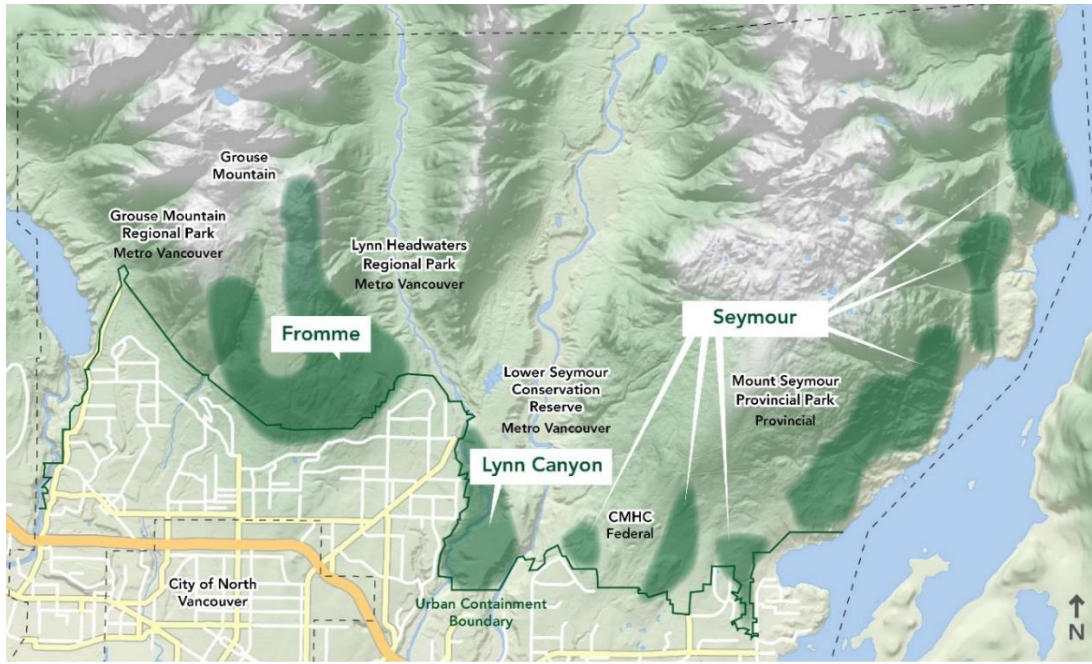 Grouse
Mountain
Grouse Mountain
Regional Park
Metro Vancouver
Lynn Headwaters
Regional Park
Metro Vancouver
Fromme
Seymour
Lower Seymour
Conservation
Reserve
Metro Vancouver
Mount Seymour
Provincial Park
Provincial
Lynn Canyon
CMHC
Federal
City of North
Vancouver
Urban Containment
Boundary
N